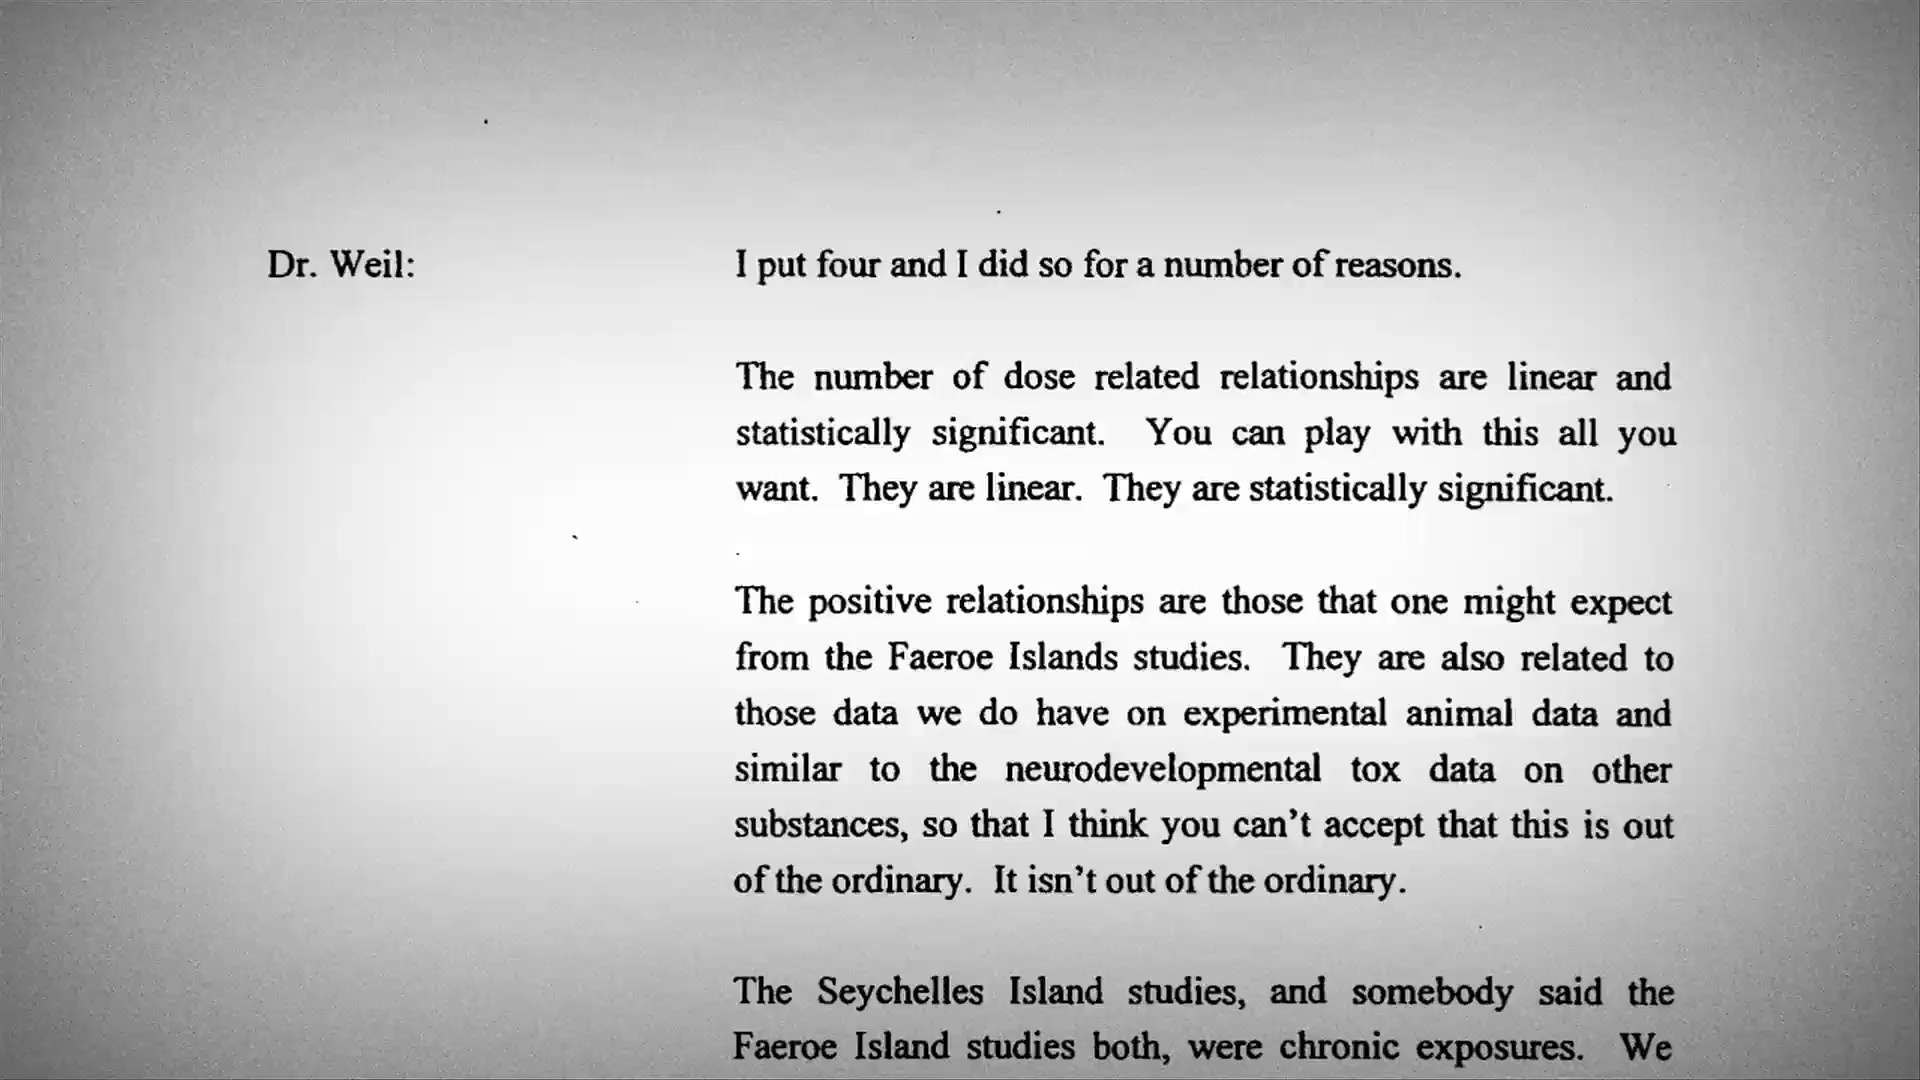 Dr. Weil: I put four and I did so for a number of reasons.
The number of dose related relationships are linear and
statistically significant. You can play with this all you
want. They are linear. They are statistically significant.
The positive relationships are those that one might expect
from the Faeroe Islands studies. They are also related to
those data we do have on experimental animal data and
similar to the neurodevelopmental tox data on other
substances, so that I think you can't accept that this is out
of the ordinary. It isn't out of the ordinary.
The Seychelles Island studies, and somebody said the
Faeroe Island studies both, were chronic exposures. We